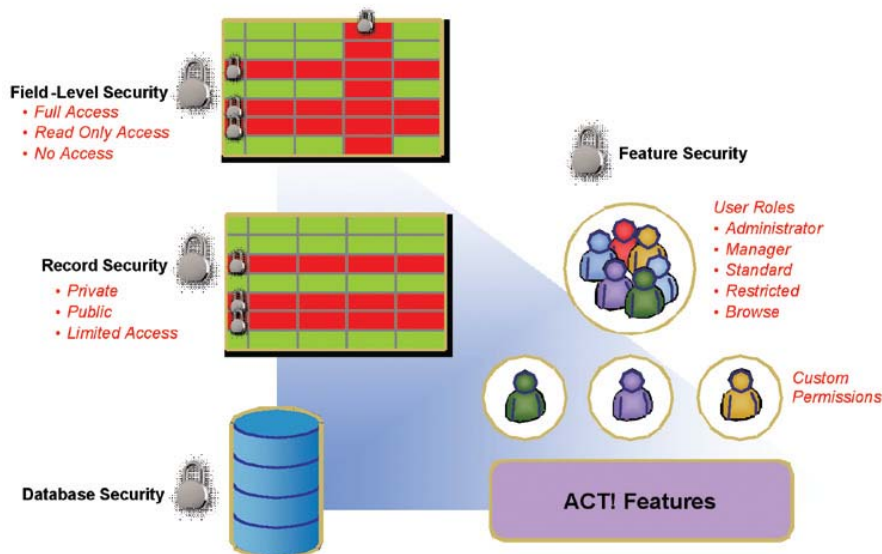 Field-Level Security
• Full Access
• Read Only Access
• No Access
Feature Security
User Roles
• Administrator
• Manager
• Standard
• Restricted
• Browse
Record Security
• Private
• Public
• Limited Access
Custom
Permissions
Database Security
ACT! Features